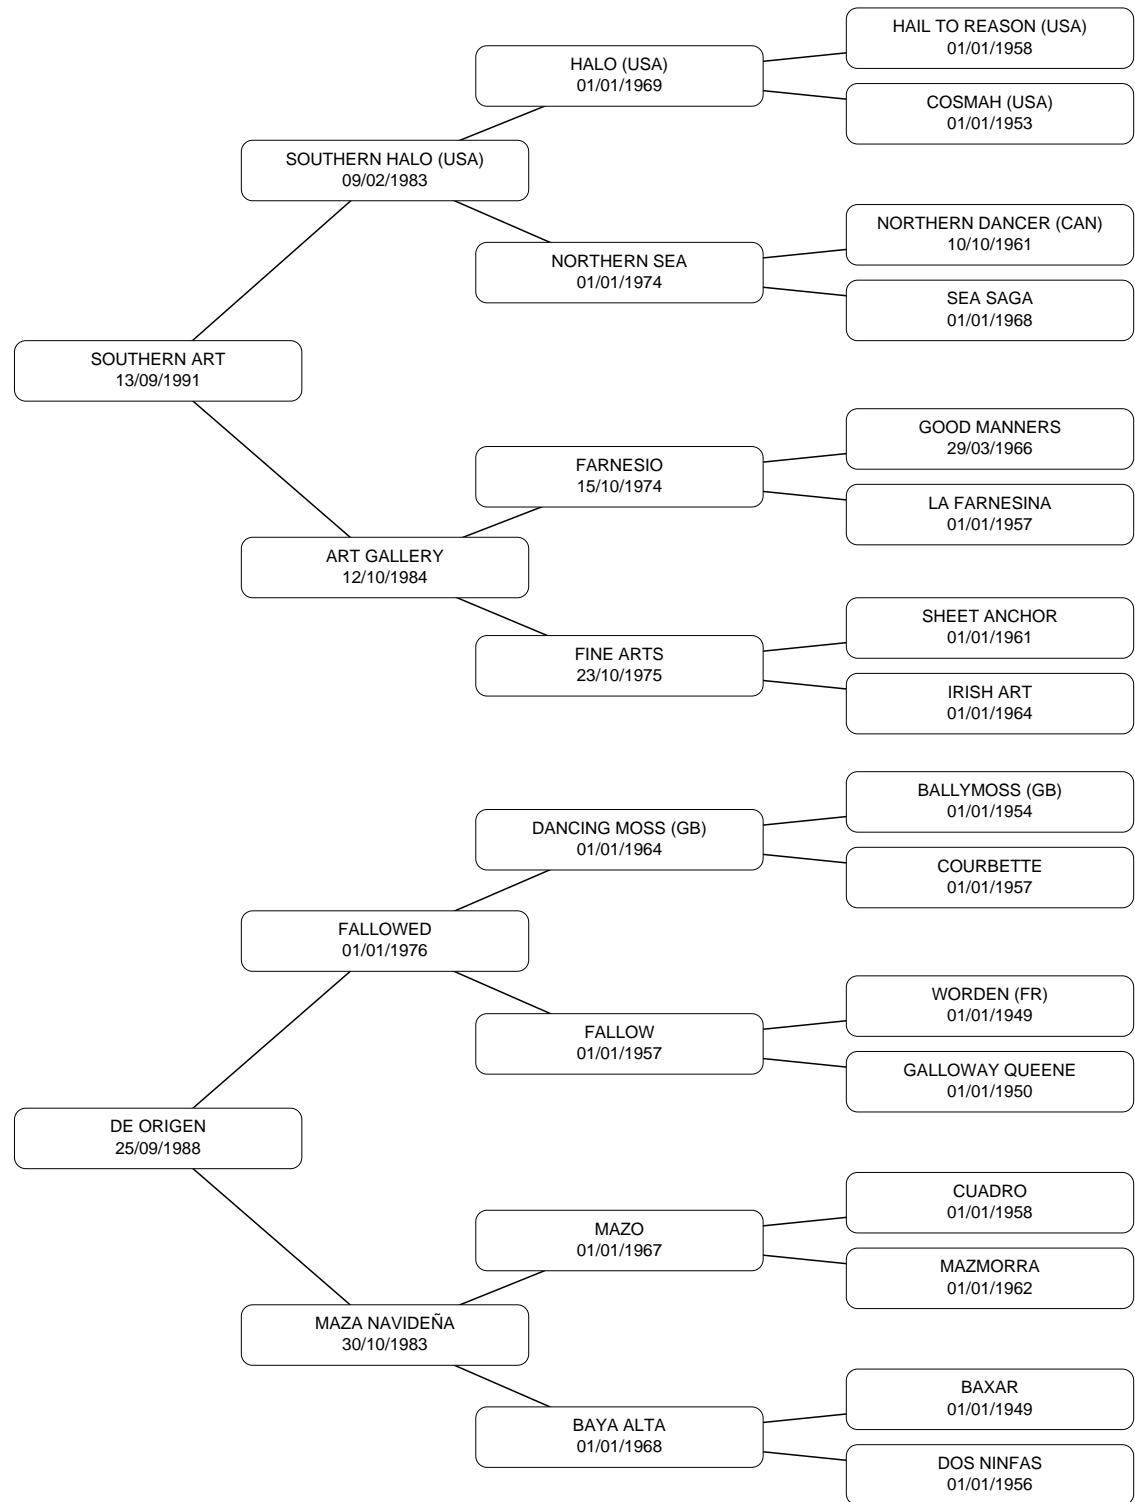 HAIL TO REASON (USA)
01/01/1958
HALO (USA)
01/01/1969
COSMAH (USA)
01/01/1953
SOUTHERN HALO (USA)
09/02/1983
NORTHERN DANCER (CAN)
10/10/1961
NORTHERN SEA
01/01/1974
SEA SAGA
01/01/1968
SOUTHERN ART
13/09/1991
GOOD MANNERS
29/03/1966
FARNESIO
15/10/1974
LA FARNESINA
01/01/1957
ART GALLERY
12/10/1984
SHEET ANCHOR
01/01/1961
FINE ARTS
23/10/1975
IRISH ART
01/01/1964
BALLYMOSS (GB)
01/01/1954
DANCING MOSS (GB)
01/01/1964
COURBETTE
01/01/1957
FALLOWED
01/01/1976
WORDEN (FR)
01/01/1949
FALLOW
01/01/1957
GALLOWAY QUEENE
01/01/1950
DE ORIGEN
25/09/1988
CUADRO
01/01/1958
MAZO
01/01/1967
MAZMORRA
01/01/1962
MAZA NAVIDEÑA
30/10/1983
BAXAR
01/01/1949
BAYA ALTA
01/01/1968
DOS NINFAS
01/01/1956